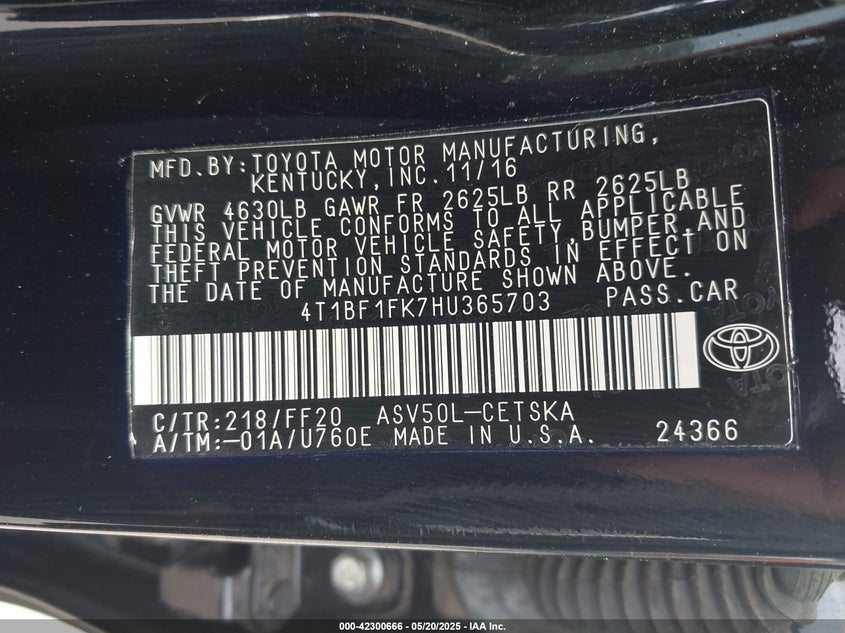 MFD. BY: TOYOTA MOTOR MANUFACTURING,
KENTUCKY, INC. 11/16
GVWR 4630LB GAWR FR 2625LB RR 2625LB
THIS VEHICLE CONFORMS TO ALL APPLICABLE
FEDERAL MOTOR VEHICLE SAFETY, BUMPER, AND
THEFT PREVENTION STANDARDS IN EFFECT ON
THE DATE OF MANUFACTURE SHOWN ABOVE.
4T1BF1FK7HU365703 PASS. CAR
C/TR: 218/FF20 ASV50L-CETSKA
A/TM: -01A/U760E MADE IN U.S.A. 24366
000-42300666 - 05/20/2025 - IAA Inc.